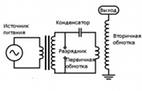 Выход
Источник
питания
Конденсатор
Вторичная
обмотка
Разрядник
Первичная
обмотка